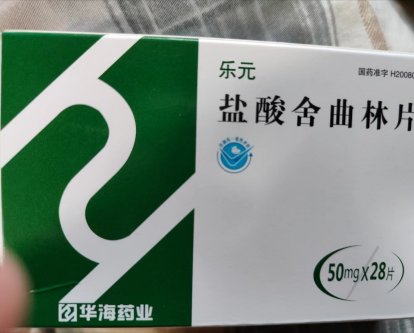 乐元
国药准字 H20080
盐酸舍曲林片
50mg×28片
华海药业